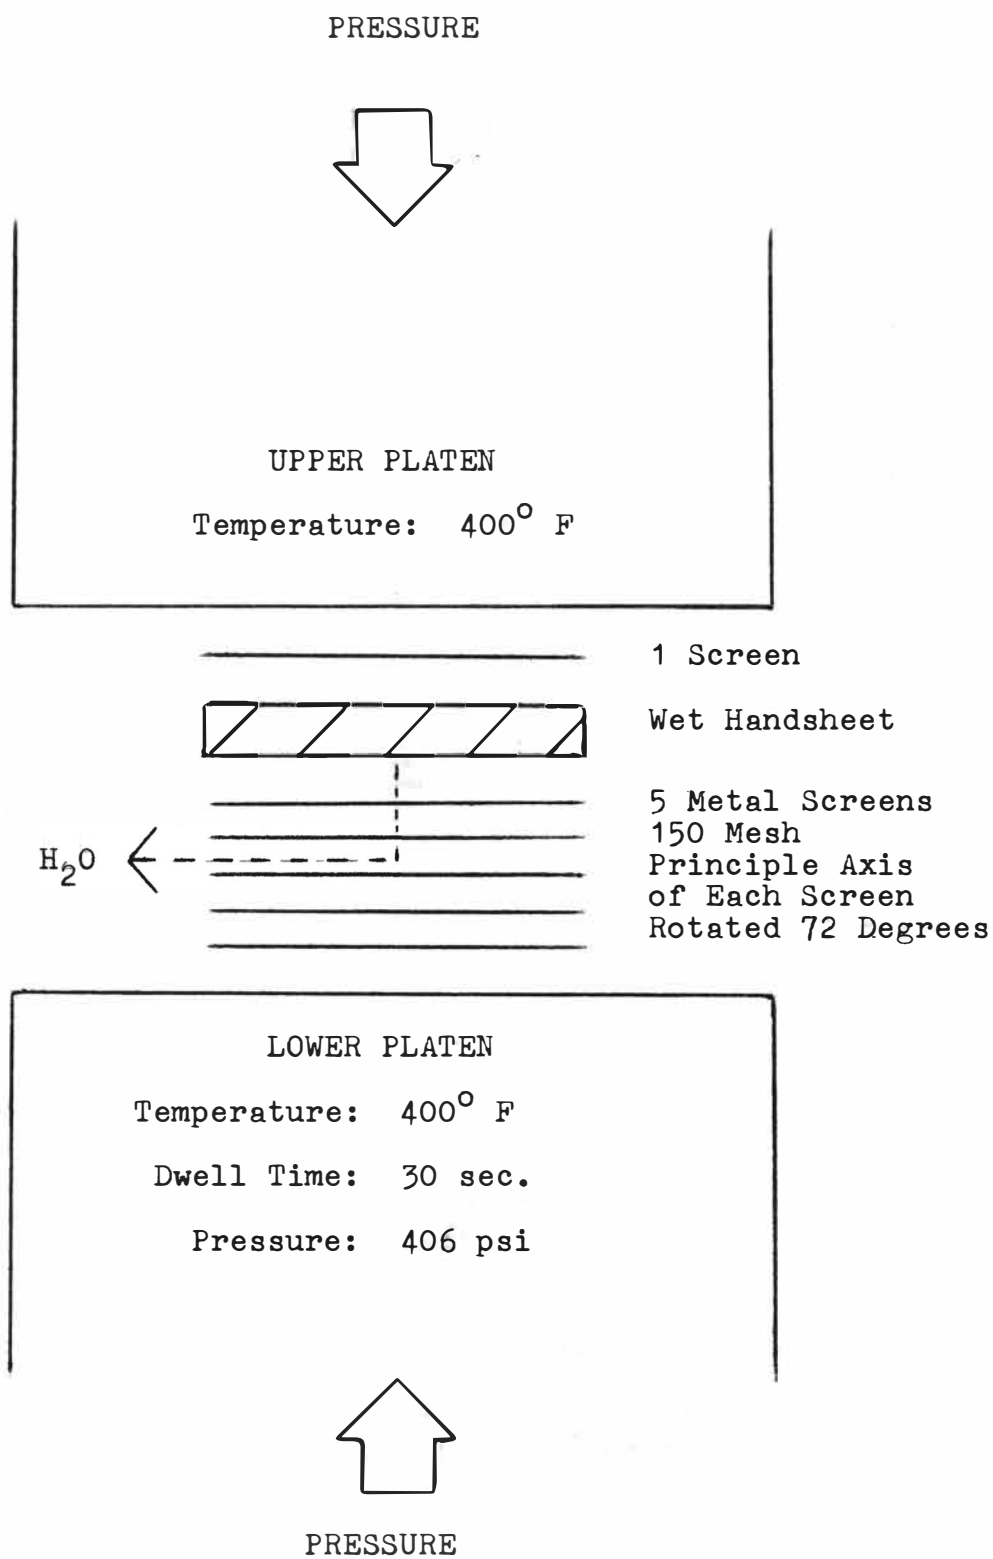 PRESSURE
UPPER PLATEN
Temperature: 400° F
1 Screen
Wet Handsheet
5 Metal Screens
150 Mesh
Principle Axis
of Each Screen
Rotated 72 Degrees
H₂O
LOWER PLATEN
Temperature: 400° F
Dwell Time: 30 sec.
Pressure: 406 psi
PRESSURE